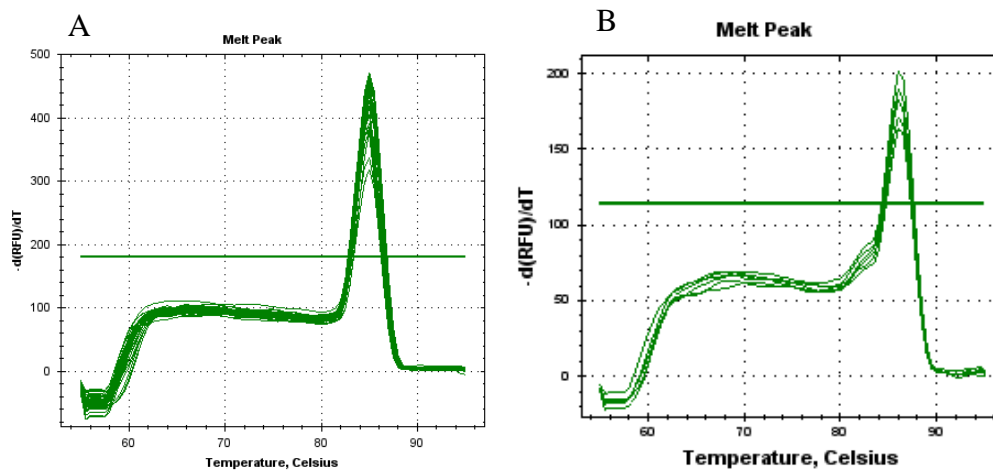 A
Melt Peak
500
400
300
200
100
0
-d(RFU)/dT
60 70 80 90
Temperature, Celsius
B
Melt Peak
200
150
100
50
0
-d(RFU)/dT
60 70 80 90
Temperature, Celsius